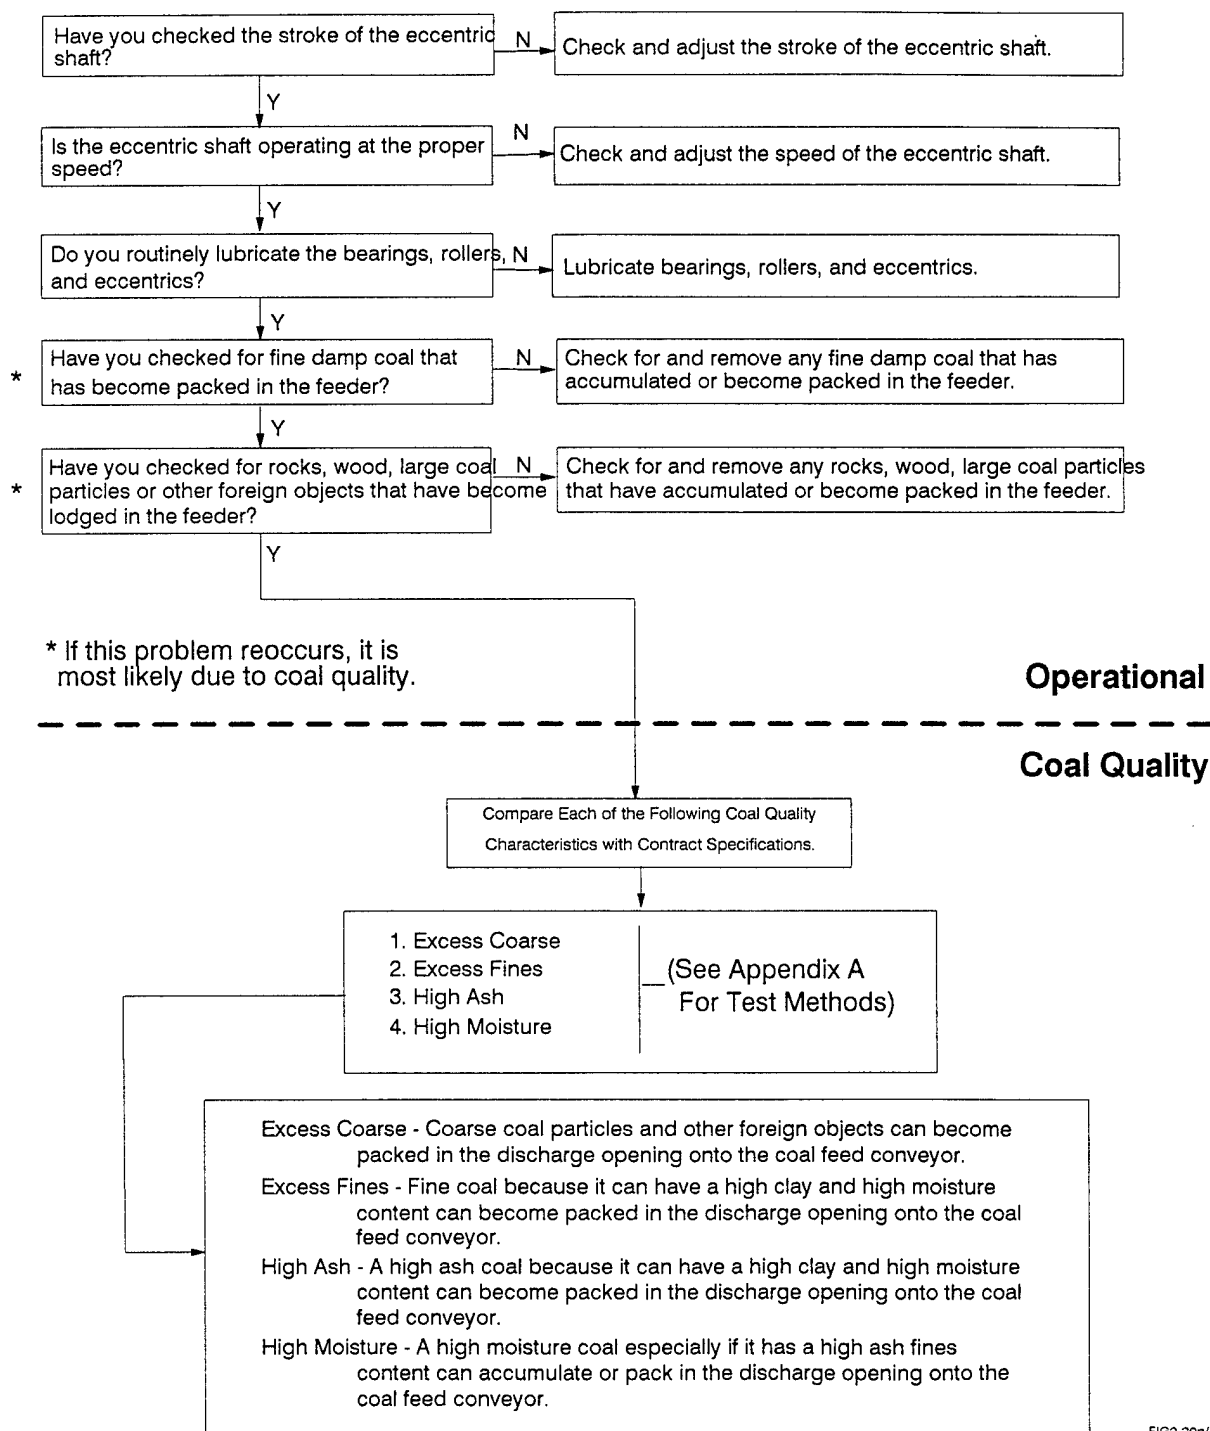 Have you checked the stroke of the eccentric
shaft?
N
Check and adjust the stroke of the eccentric shaft.
Y
Is the eccentric shaft operating at the proper
speed?
N
Check and adjust the speed of the eccentric shaft.
Y
Do you routinely lubricate the bearings, rollers,
and eccentrics?
N
Lubricate bearings, rollers, and eccentrics.
Y
*
Have you checked for fine damp coal that
has become packed in the feeder?
N
Check for and remove any fine damp coal that has
accumulated or become packed in the feeder.
Y
*
Have you checked for rocks, wood, large coal
particles or other foreign objects that have become
lodged in the feeder?
N
Check for and remove any rocks, wood, large coal particles
that have accumulated or become packed in the feeder.
Y
* If this problem reoccurs, it is
most likely due to coal quality.
Operational
Coal Quality
Compare Each of the Following Coal Quality
Characteristics with Contract Specifications.
1. Excess Coarse
2. Excess Fines
3. High Ash
4. High Moisture
(See Appendix A
For Test Methods)
Excess Coarse - Coarse coal particles and other foreign objects can become
packed in the discharge opening onto the coal feed conveyor.
Excess Fines - Fine coal because it can have a high clay and high moisture
content can become packed in the discharge opening onto the coal
feed conveyor.
High Ash - A high ash coal because it can have a high clay and high moisture
content can become packed in the discharge opening onto the coal
feed conveyor.
High Moisture - A high moisture coal especially if it has a high ash fines
content can accumulate or pack in the discharge opening onto the
coal feed conveyor.